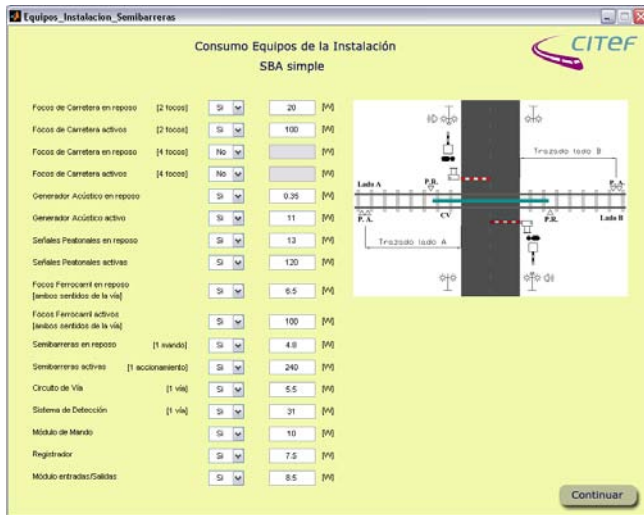 Equipos_Instalacion_Semibarreras
Consumo Equipos de la Instalación
SBA simple
CITEF
Focos de Carretera en reposo [2 focos] Si 20 [W]
Focos de Carretera activos [2 focos] Si 100 [W]
Focos de Carretera en reposo [4 focos] No [W]
Focos de Carretera activos [4 focos] No [W]
Generador Acústico en reposo Si 0.35 [W]
Generador Acústico activo Si 11 [W]
Señales Peatonales en reposo Si 13 [W]
Señales Peatonales activas Si 120 [W]
Focos Ferrocarril en reposo
[ambos sentidos de la vía] Si 6.5 [W]
Focos Ferrocarril activos
[ambos sentidos de la vía] Si 100 [W]
Semibarreras en reposo [1 mando] Si 4.8 [W]
Semibarreras activas [1 accionamiento] Si 240 [W]
Circuito de Vía [1 vía] Si 5.5 [W]
Sistema de Detección [1 vía] Si 31 [W]
Módulo de Mando Si 10 [W]
Registrador Si 7.5 [W]
Módulo entradas/Salidas Si 8.5 [W]
Trazado lado B
Lado A
P.R.
P. A.
P. A.
CV
P.R.
Lado B
Trazado lado A
Continuar